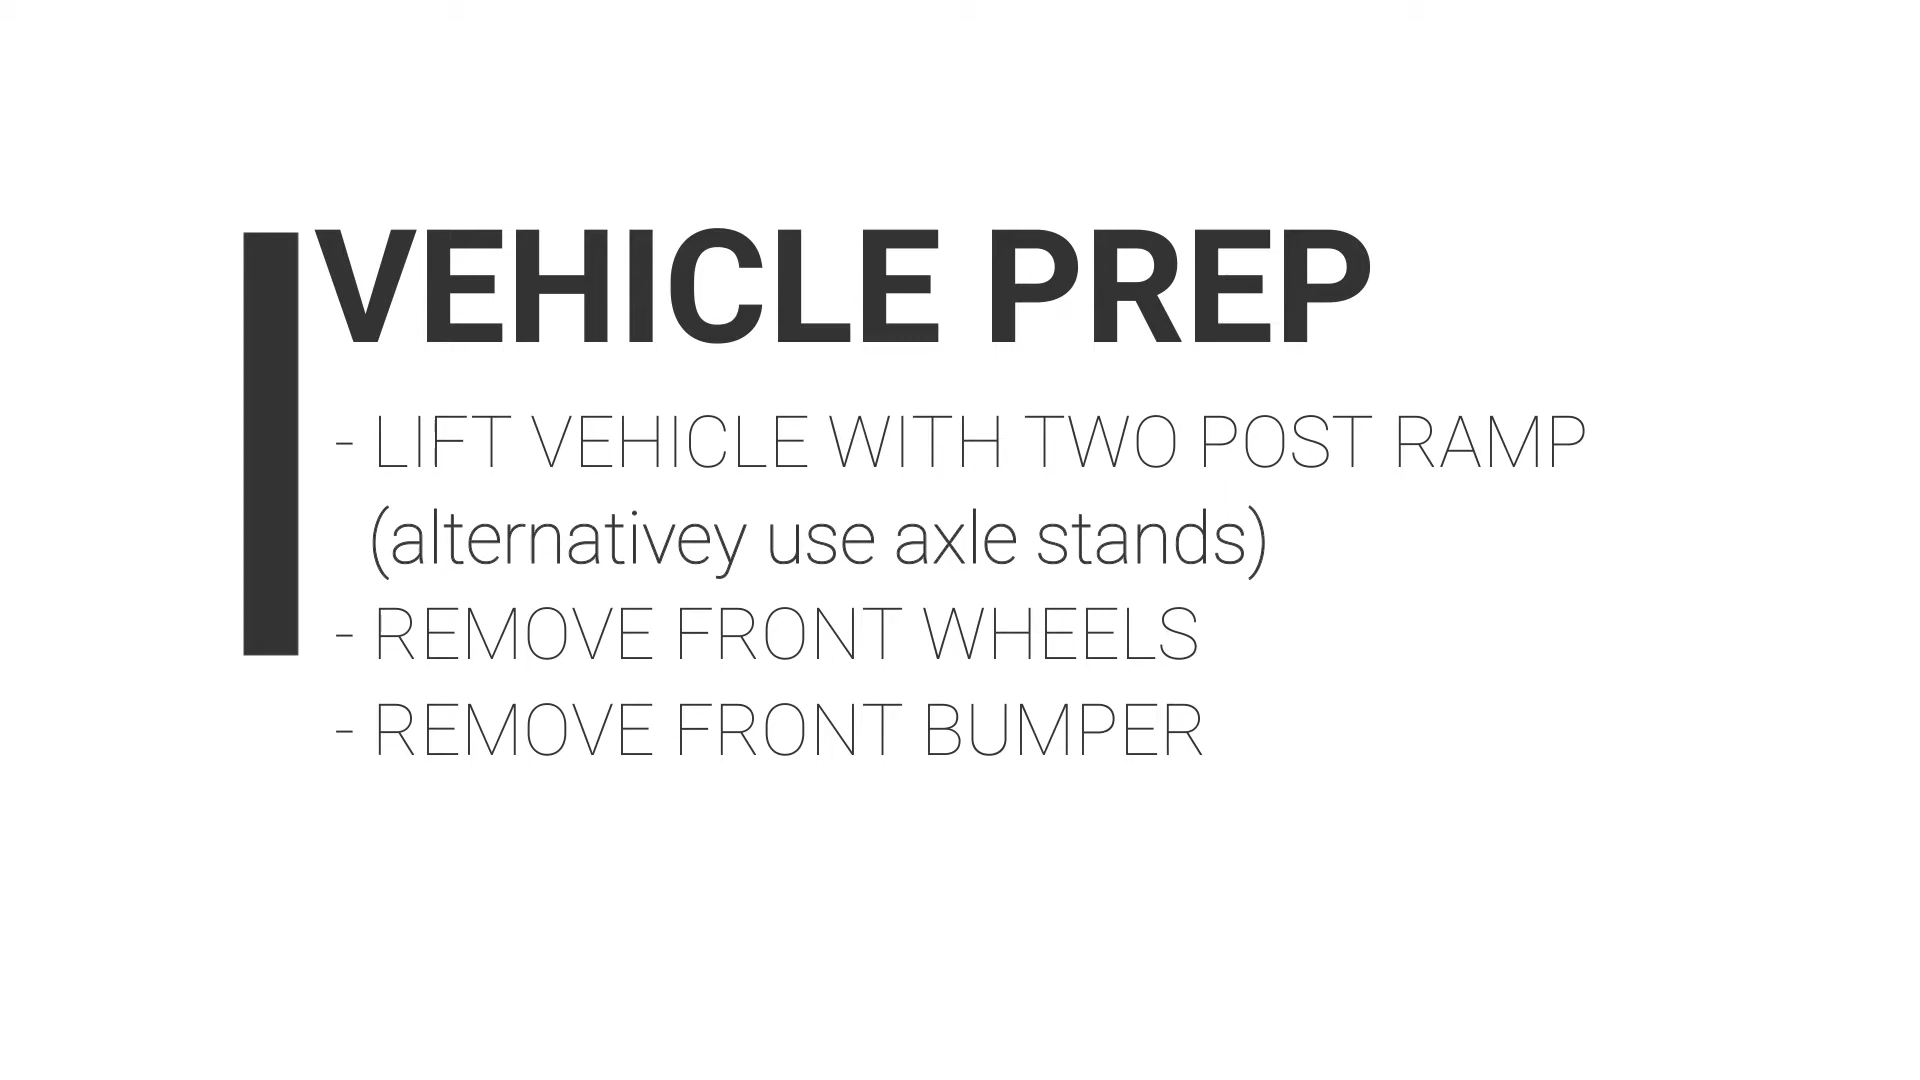 VEHICLE PREP
- LIFT VEHICLE WITH TWO POST RAMP
(alternativey use axle stands)
- REMOVE FRONT WHEELS
- REMOVE FRONT BUMPER